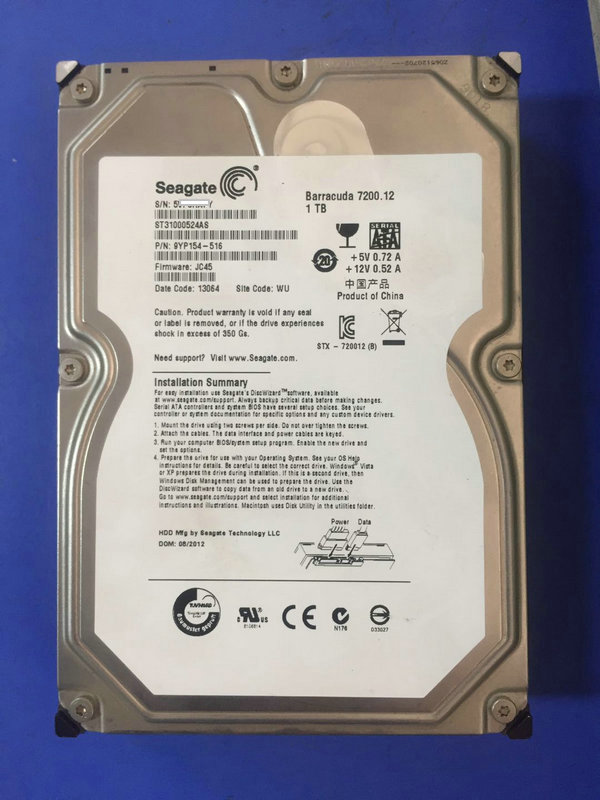 Seagate
S/N:
ST31000524AS
P/N: 9YP154-516
Firmware: JC45
Date Code: 13064 Site Code: WU
Barracuda 7200.12
1 TB
SERIAL
ATA
20
+5V 0.72 A
+12V 0.52 A
中国产品
Product of China
Caution. Product warranty is void if any seal
or label is removed, or if the drive experiences
shock in excess of 350 Gs.
STX - 720012 (B)
Need support? Visit www.Seagate.com.
Installation Summary
For easy installation use Seagate's DiscWizard™ software, available
at www.seagate.com/support. Always backup critical data before making changes.
Serial ATA controllers and system BIOS have several setup choices. See your
controller or system documentation for specific options and any custom device drivers.
1. Mount the drive using two screws per side. Do not over tighten the screws.
2. Attach the cables. The data interface and power cables are keyed.
3. Run your computer BIOS/system setup program. Enable the new drive and
set the options.
4. Prepare the drive for use with your Operating System. See your OS Help
instructions for details. Be careful to select the correct drive. Windows® Vista
or XP prepares the drive during installation. If this is a second drive, then
Windows Disk Management can be used to prepare the drive. Use the
DiscWizard software to copy data from an old drive to a new drive.
Go to www.seagate.com/support and select installation for additional
instructions and illustrations. Macintosh uses Disk Utility in the utilities folder.
Power Data
HDD Mfg by Seagate Technology LLC
DOM: 08/2012
c RU US
CE
N176